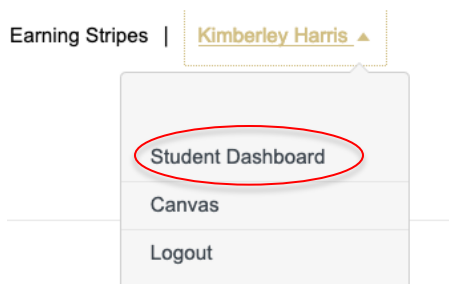 Earning Stripes | Kimberley Harris
Student Dashboard
Canvas
Logout